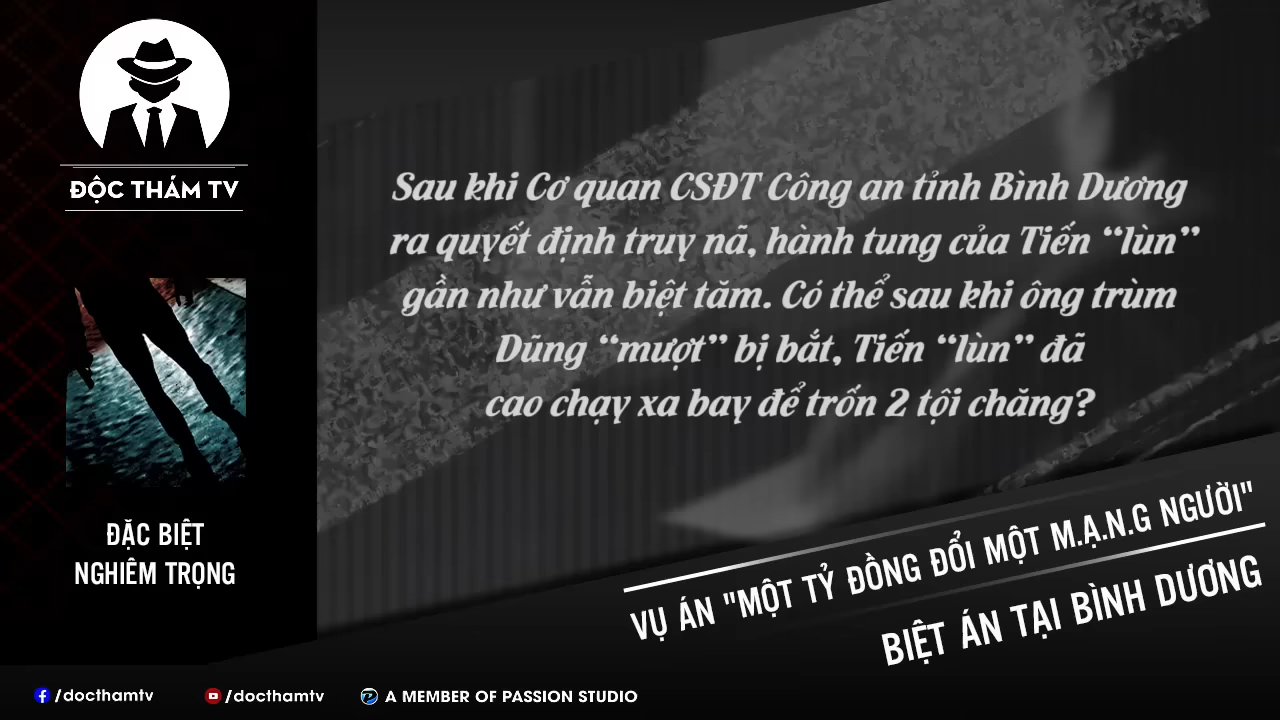 ĐỘC THÁM TV
ĐẶC BIỆT
NGHIÊM TRỌNG
Sau khi Cơ quan CSĐT Công an tỉnh Bình Dương
ra quyết định truy nã, hành tung của Tiến “lùn”
gần như vẫn biệt tăm. Có thể sau khi ông trùm
Dũng “mượt” bị bắt, Tiến “lùn” đã
cao chạy xa bay để trốn 2 tội chăng?
VỤ ÁN "MỘT TỶ ĐỒNG ĐỔI MỘT M.Ạ.N.G NGƯỜI"
BIỆT ÁN TẠI BÌNH DƯƠNG
/docthamtv /docthamtv A MEMBER OF PASSION STUDIO